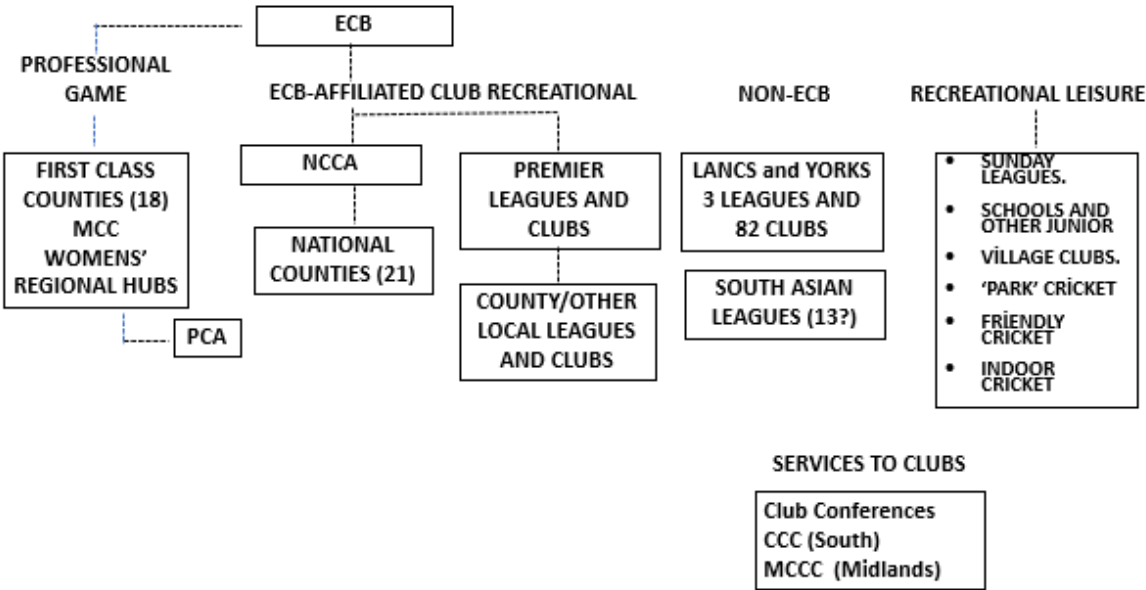 ECB
PROFESSIONAL
GAME
ECB-AFFILIATED CLUB RECREATIONAL
NON-ECB
RECREATIONAL LEISURE
FIRST CLASS
COUNTIES (18)
MCC
WOMENS’
REGIONAL HUBS
PCA
NCCA
NATIONAL
COUNTIES (21)
PREMIER
LEAGUES AND
CLUBS
COUNTY/OTHER
LOCAL LEAGUES
AND CLUBS
LANCS and YORKS
3 LEAGUES AND
82 CLUBS
SOUTH ASIAN
LEAGUES (13?)
• SUNDAY
LEAGUES.
• SCHOOLS AND
OTHER JUNIOR
• VİLLAGE CLUBS.
• ‘PARK’ CRİCKET
• FRİENDLY
CRICKET
• INDOOR
CRICKET
SERVICES TO CLUBS
Club Conferences
CCC (South)
MCCC (Midlands)